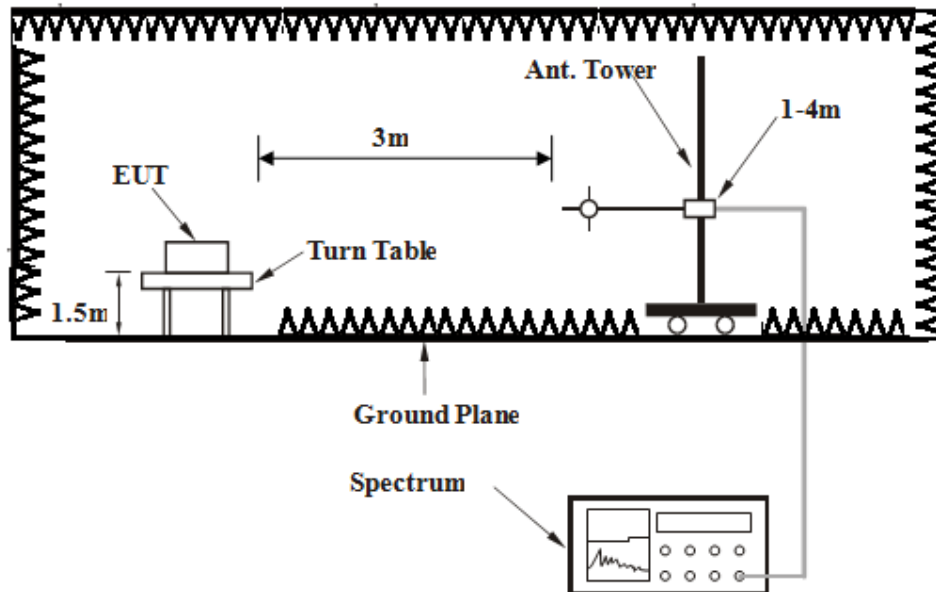 Ant. Tower
1-4m
3m
EUT
Turn Table
1.5m
Ground Plane
Spectrum